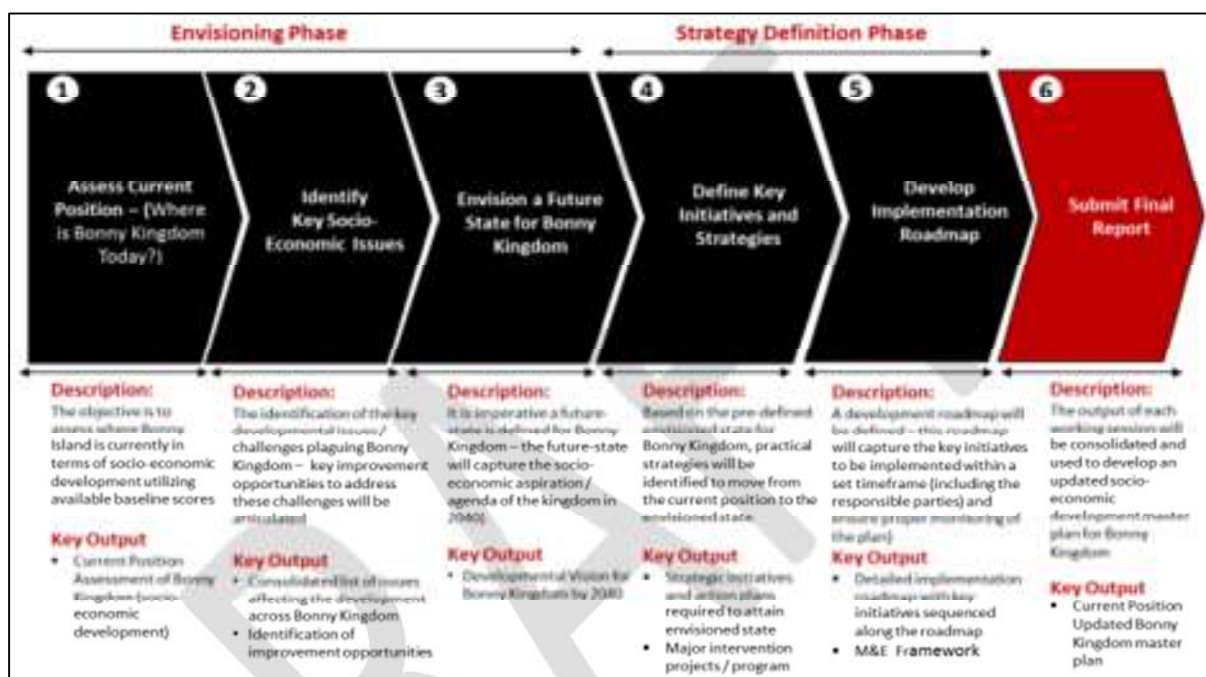 Envisioning Phase
Strategy Definition Phase
1
Assess Current
Position – (Where
is Bonny Kingdom
Today?)
2
Identify
Key Socio-
Economic Issues
3
Envision a Future
State for Bonny
Kingdom
4
Define Key
Initiatives and
Strategies
5
Develop
Implementation
Roadmap
6
Submit Final
Report
Description:
The objective is to
assess where Bonny
Island is currently in
terms of socio-economic
development utilizing
available baseline scores
Key Output
▪ Current Position
Assessment of Bonny
Kingdom (socio-
economic
development)
Description:
The identification of the key
developmental issues/
challenges plaguing Bonny
Kingdom – key improvement
opportunities to address
these challenges will be
articulated
Key Output
• Consolidated list of issues
affecting the development
across Bonny Kingdom
• Identification of
improvement opportunities
Description:
It is imperative a future-
state is defined for Bonny
Kingdom – the future-state
will capture the socio-
economic aspiration/
agenda of the kingdom in
2040)
Key Output
• Developmental Vision for
Bonny Kingdom by 2040
Description:
Based on the pre-defined
envisioned state for
Bonny Kingdom, practical
strategies will be
identified to move from
the current position to the
envisioned state
Key Output
▪ Strategic initiatives
and action plans
required to attain
envisioned state
▪ Major intervention
projects / program
Description:
A development roadmap will
be defined – this roadmap
will capture the key initiatives
to be implemented within a
set timeframe (including the
responsible parties) and
ensure proper monitoring of
the plan)
Key Output
▪ Detailed implementation
roadmap with key
initiatives sequenced
along the roadmap
▪ M&E Framework
Description:
The output of each
working session will
be consolidated and
used to develop an
updated socio-
economic
development master
plan for Bonny
Kingdom
Key Output
▪ Current Position
Updated Bonny
Kingdom master
plan